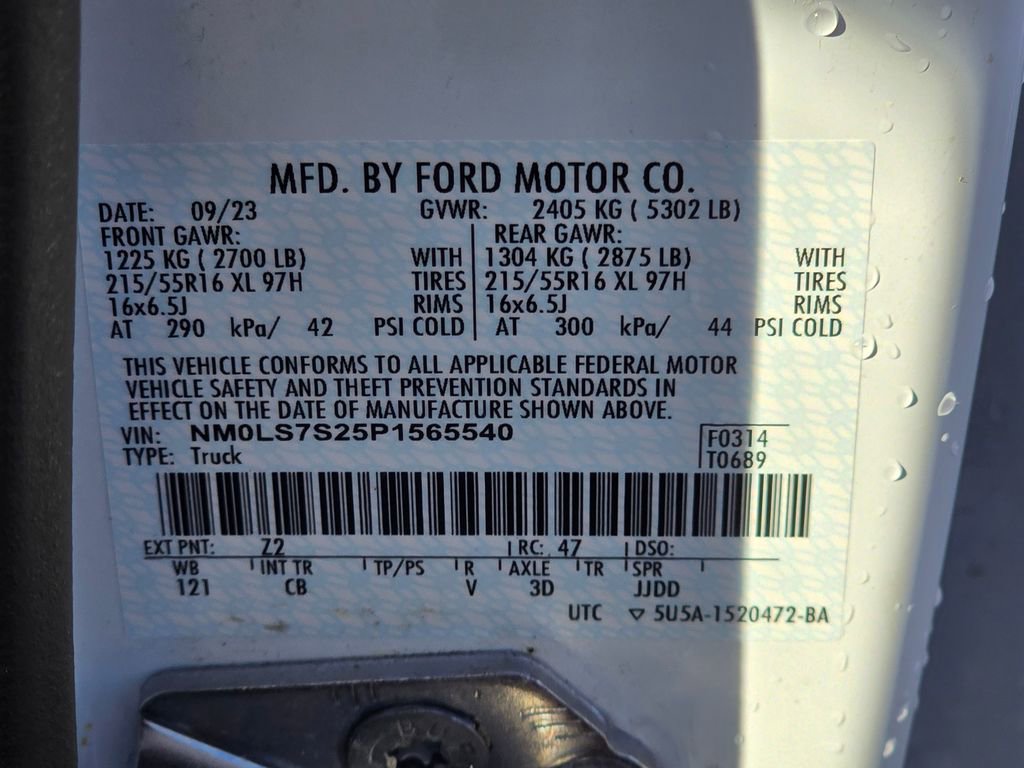 MFD. BY FORD MOTOR CO.
DATE: 09/23 GVWR: 2405 KG ( 5302 LB)
FRONT GAWR: REAR GAWR:
1225 KG ( 2700 LB) WITH 1304 KG ( 2875 LB) WITH
215/55R16 XL 97H TIRES 215/55R16 XL 97H TIRES
16x6.5J RIMS 16x6.5J RIMS
AT 290 kPa/ 42 PSI COLD AT 300 kPa/ 44 PSI COLD
THIS VEHICLE CONFORMS TO ALL APPLICABLE FEDERAL MOTOR
VEHICLE SAFETY AND THEFT PREVENTION STANDARDS IN
EFFECT ON THE DATE OF MANUFACTURE SHOWN ABOVE.
VIN: NM0LS7S25P1565540 F0314
TYPE: Truck T0689
EXT PNT: Z2 RC: 47 DSO:
WB INT TR TP/PS R AXLE TR SPR
121 CB V 3D JJDD
UTC ▽ 5U5A-1520472-BA